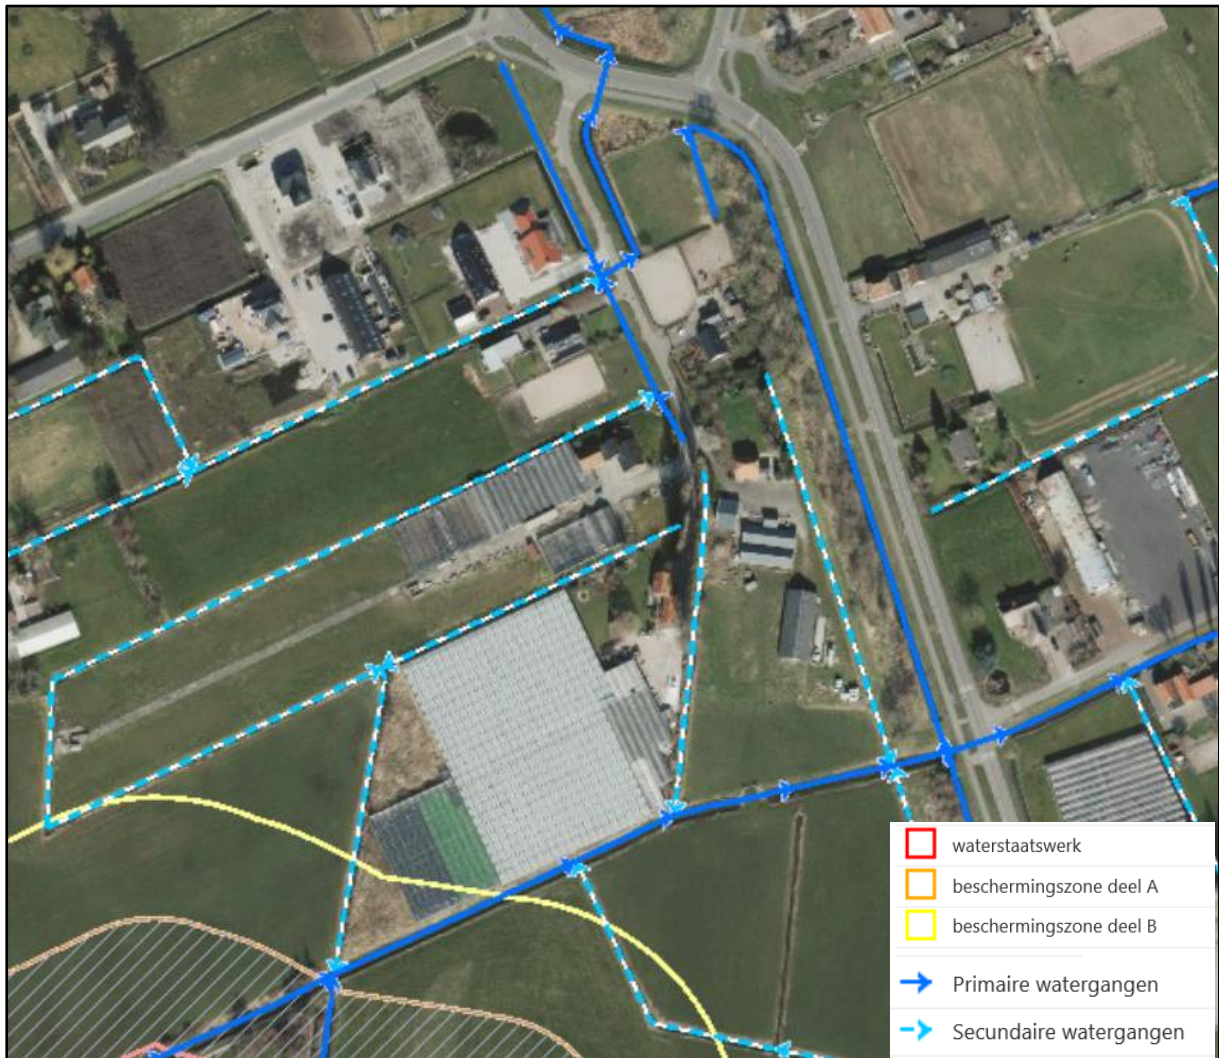 waterstaatswerk
beschermingszone deel A
beschermingszone deel B
Primaire watergangen
Secundaire watergangen